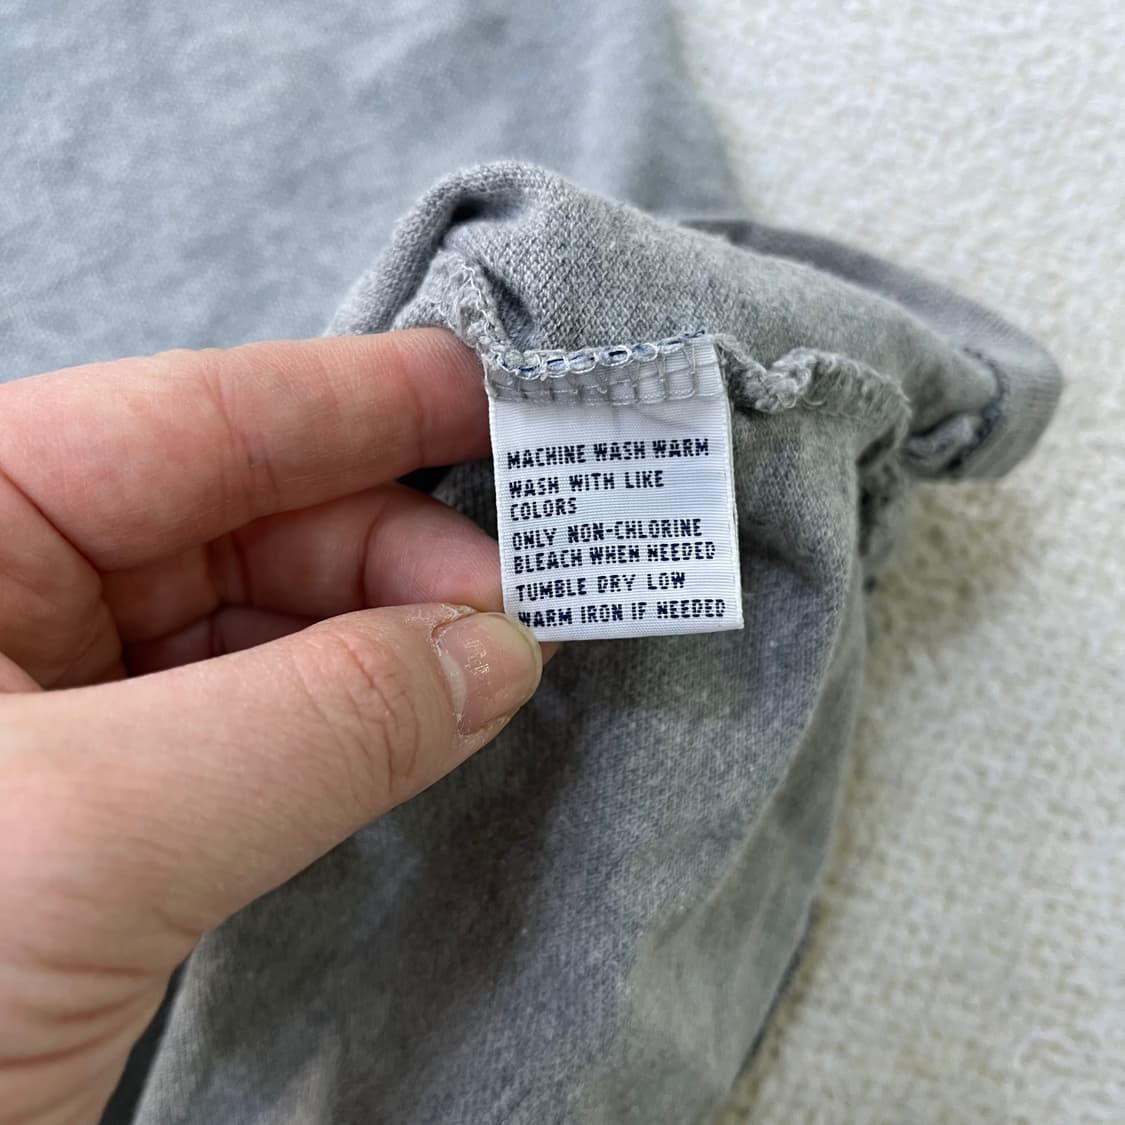 MACHINE WASH WARM
WASH WITH LIKE
COLORS
ONLY NON-CHLORINE
BLEACH WHEN NEEDED
TUMBLE DRY LOW
WARM IRON IF NEEDED